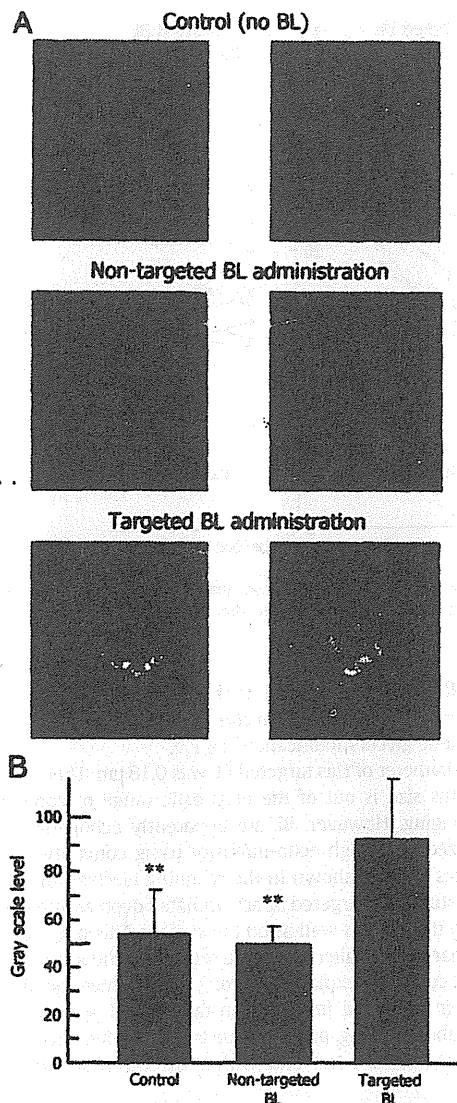 A
Control (no BL)
Non-targeted BL administration
Targeted BL administration
B
Gray scale level
100
80
60
40
20
0
**
**
Control
Non-targeted
BL
Targeted
BL